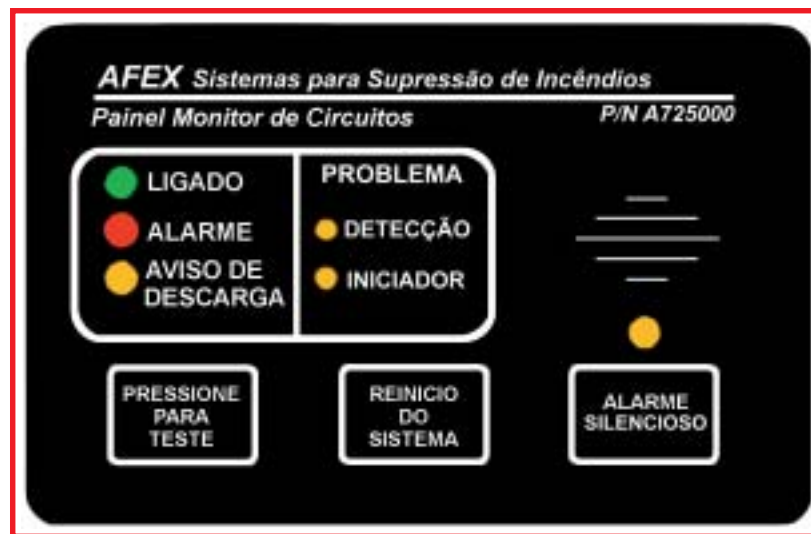 AFEX Sistemas para Supressão de Incêndios
Painel Monitor de Circuitos
P/N A725000
LIGADO
ALARME
AVISO DE
DESCARGA
PROBLEMA
DETECÇÃO
INICIADOR
PRESSIONE
PARA
TESTE
REINICIO
DO
SISTEMA
ALARME
SILENCIOSO